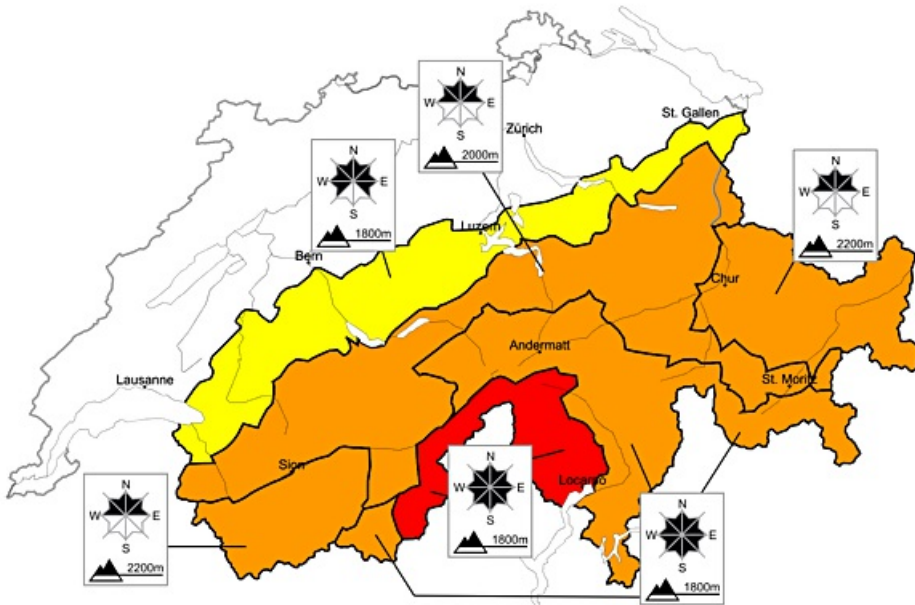 N
W E
S
2000m
St. Gallen
Zürich
N
W E
S
1800m
N
W E
S
2200m
Luzern
Bern
Chur
Andermatt
Lausanne
St. Moritz
Sion
N
W E
S
1800m
Locarno
N
W E
S
2200m
N
W E
S
1800m